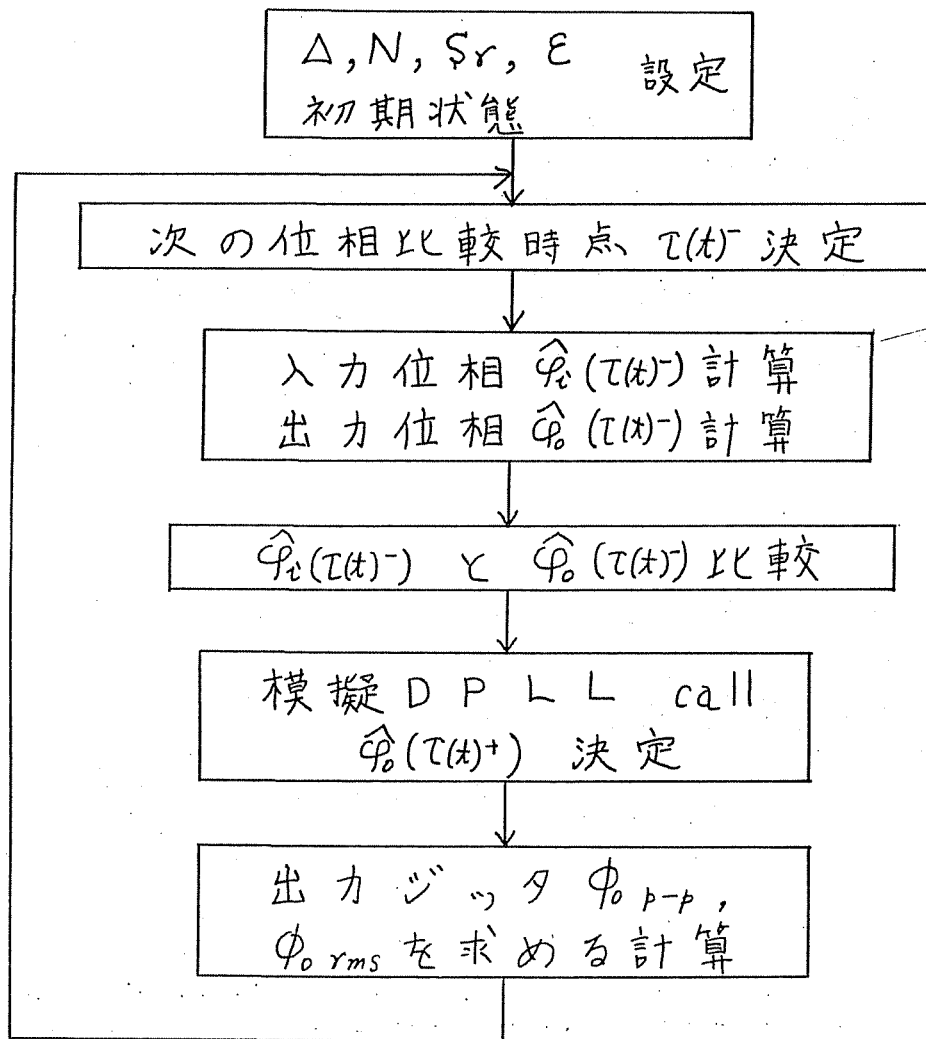 Δ, N, Sr, ε 設定
初期状態
次の位相比較時点 τ(t)⁻ 決定
入力位相 φ̂i (τ(t)⁻) 計算
出力位相 φ̂o (τ(t)⁻) 計算
φ̂i (τ(t)⁻) と φ̂o (τ(t)⁻) 比較
模擬DPLL call
φ̂o (τ(t)⁺) 決定
出力ジッタ φo p-p,
φo rms を求める計算